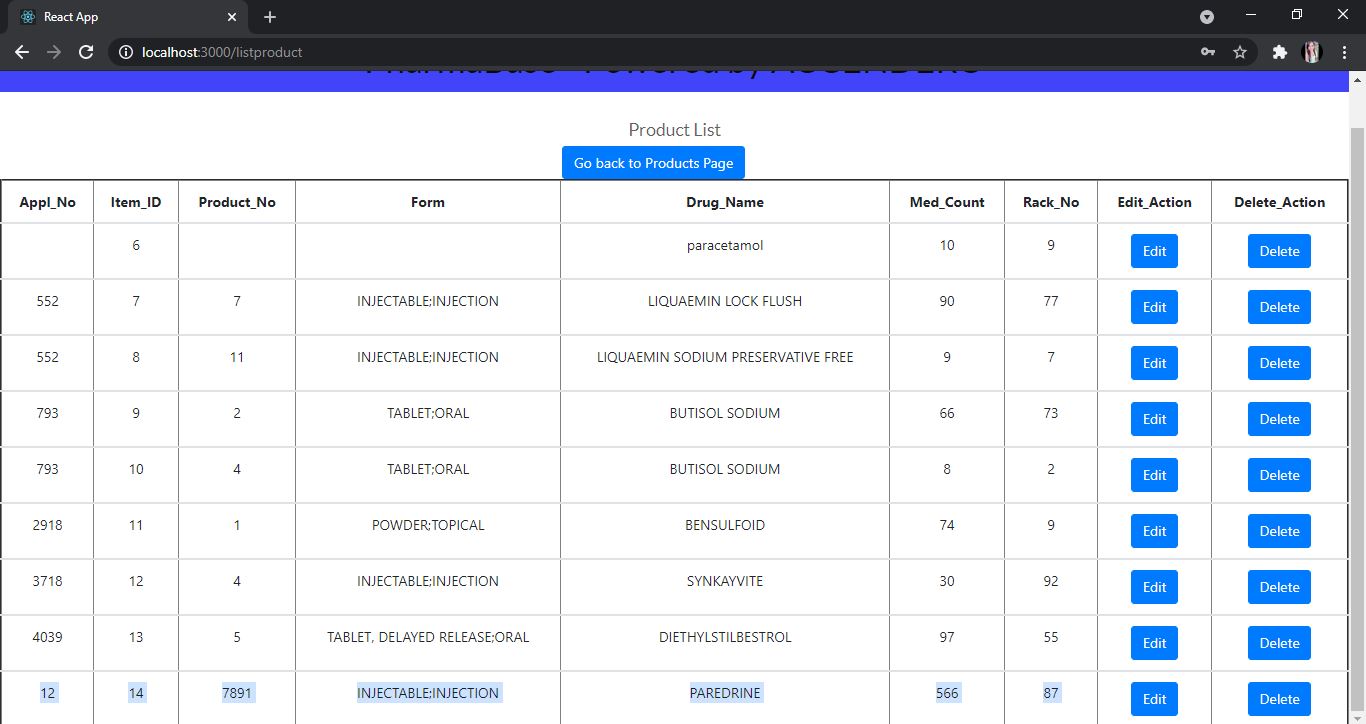 React App
localhost:3000/listproduct
PharmaBase - Powered by ASCENDERS
Product List
Go back to Products Page
Appl_No Item_ID Product_No Form Drug_Name Med_Count Rack_No Edit_Action Delete_Action
6 paracetamol 10 9 Edit Delete
552 7 7 INJECTABLE;INJECTION LIQUAEMIN LOCK FLUSH 90 77 Edit Delete
552 8 11 INJECTABLE;INJECTION LIQUAEMIN SODIUM PRESERVATIVE FREE 9 7 Edit Delete
793 9 2 TABLET;ORAL BUTISOL SODIUM 66 73 Edit Delete
793 10 4 TABLET;ORAL BUTISOL SODIUM 8 2 Edit Delete
2918 11 1 POWDER;TOPICAL BENSULFOID 74 9 Edit Delete
3718 12 4 INJECTABLE;INJECTION SYNKAYVITE 30 92 Edit Delete
4039 13 5 TABLET, DELAYED RELEASE;ORAL DIETHYLSTILBESTROL 97 55 Edit Delete
12 14 7891 INJECTABLE;INJECTION PAREDRINE 566 87 Edit Delete